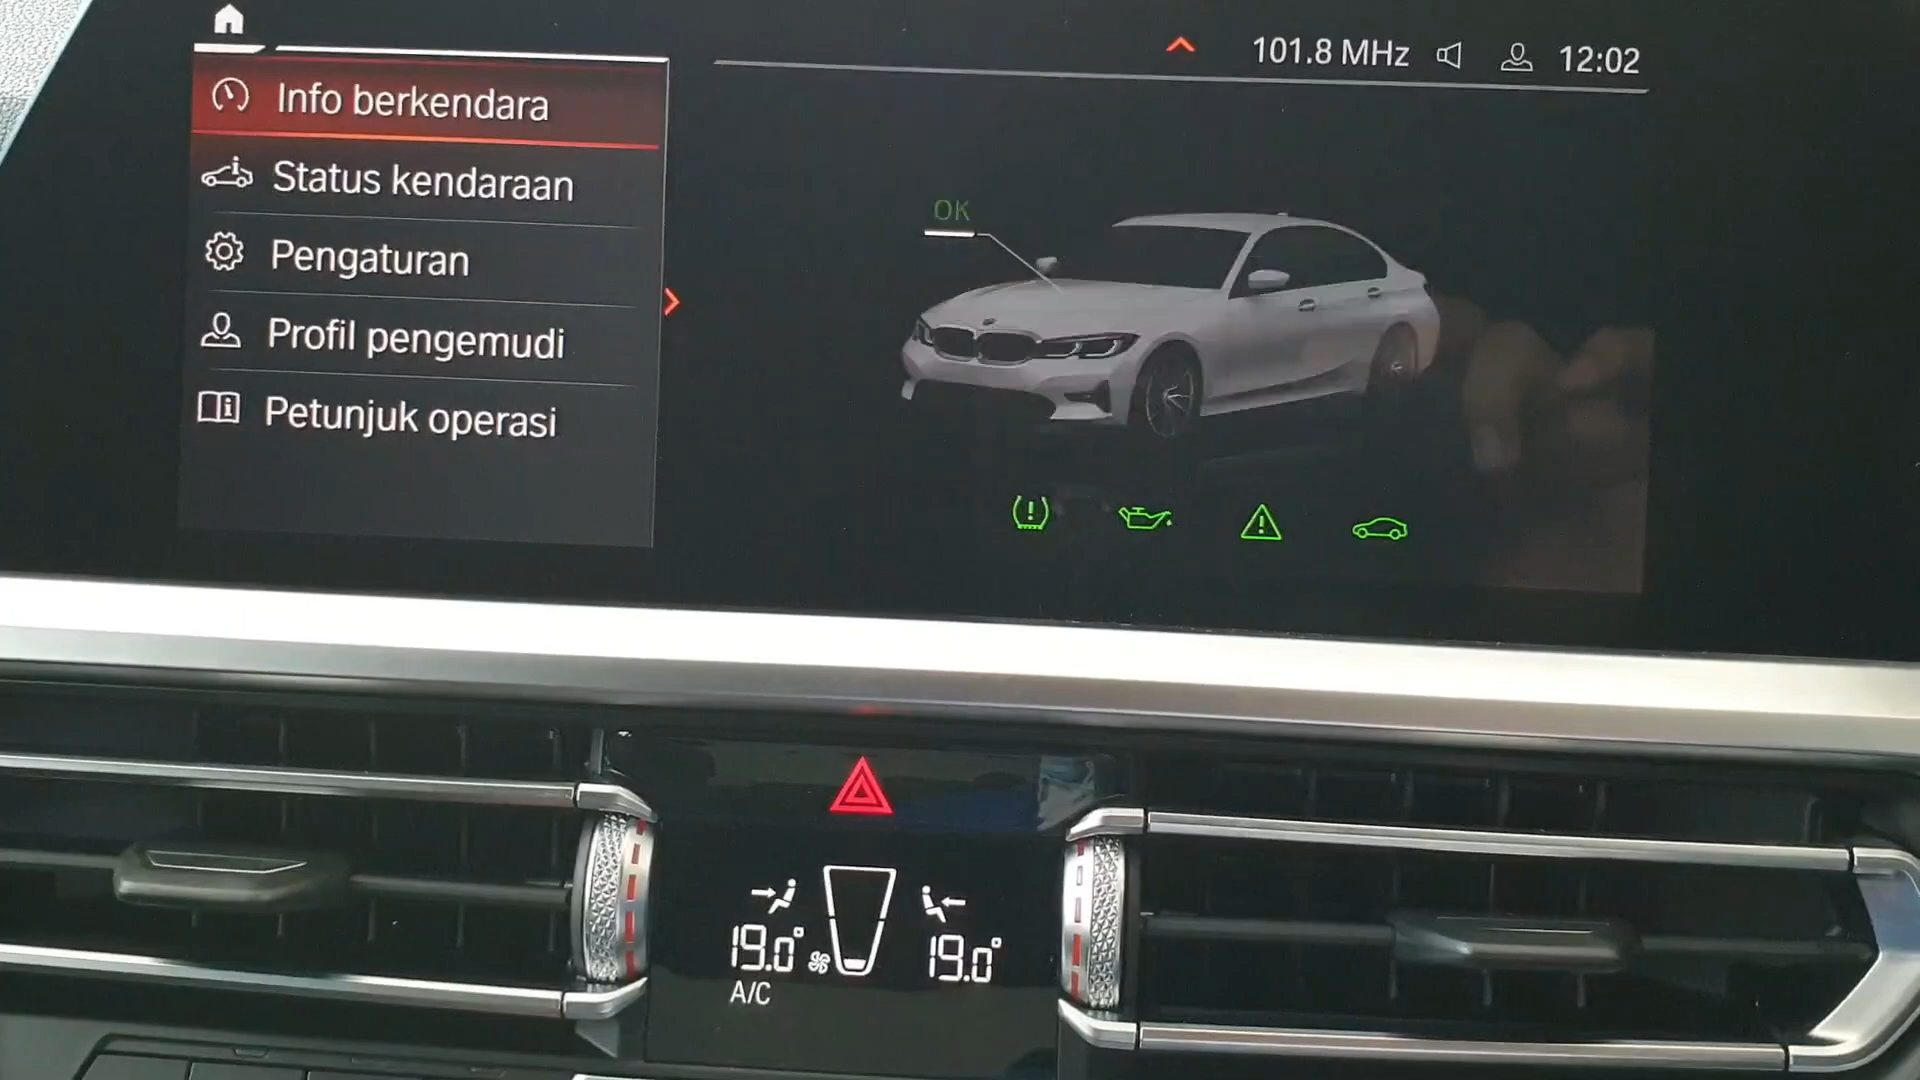 101.8 MHz 12:02
Info berkendara
Status kendaraan
Pengaturan
Profil pengemudi
Petunjuk operasi
OK
19.0° 19.0°
A/C